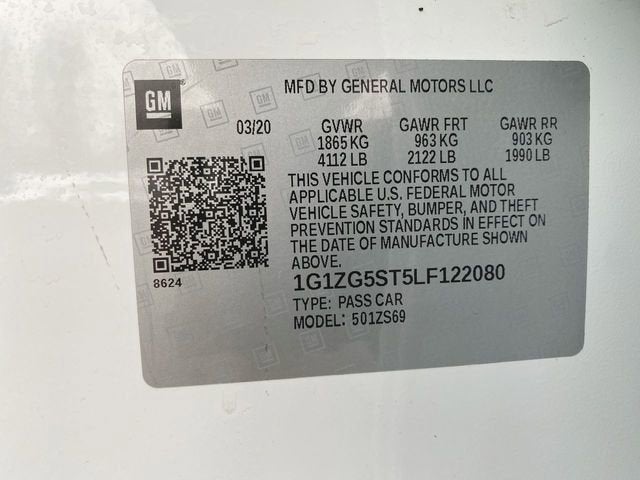 GM
MFD BY GENERAL MOTORS LLC
03/20 GVWR GAWR FRT GAWR RR
1865 KG 963 KG 903 KG
4112 LB 2122 LB 1990 LB
THIS VEHICLE CONFORMS TO ALL
APPLICABLE U.S. FEDERAL MOTOR
VEHICLE SAFETY, BUMPER, AND THEFT
PREVENTION STANDARDS IN EFFECT ON
THE DATE OF MANUFACTURE SHOWN
ABOVE.
8624
1G1ZG5ST5LF122080
TYPE: PASS CAR
MODEL: 501ZS69